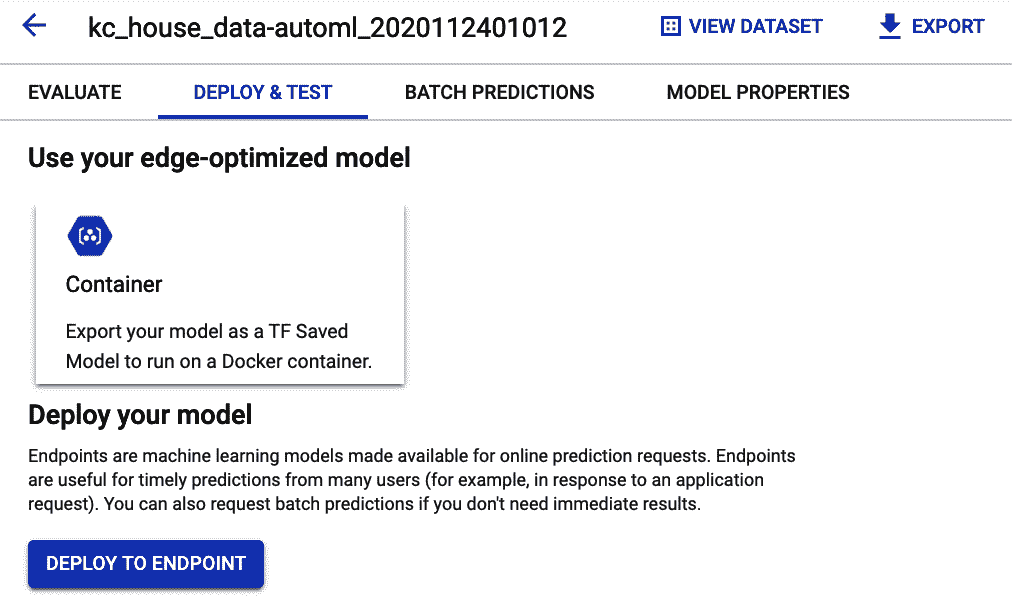 kc_house_data-automl_2020112401012
VIEW DATASET
EXPORT
EVALUATE
DEPLOY & TEST
BATCH PREDICTIONS
MODEL PROPERTIES
Use your edge-optimized model
Container
Export your model as a TF Saved
Model to run on a Docker container.
Deploy your model
Endpoints are machine learning models made available for online prediction requests. Endpoints
are useful for timely predictions from many users (for example, in response to an application
request). You can also request batch predictions if you don't need immediate results.
DEPLOY TO ENDPOINT